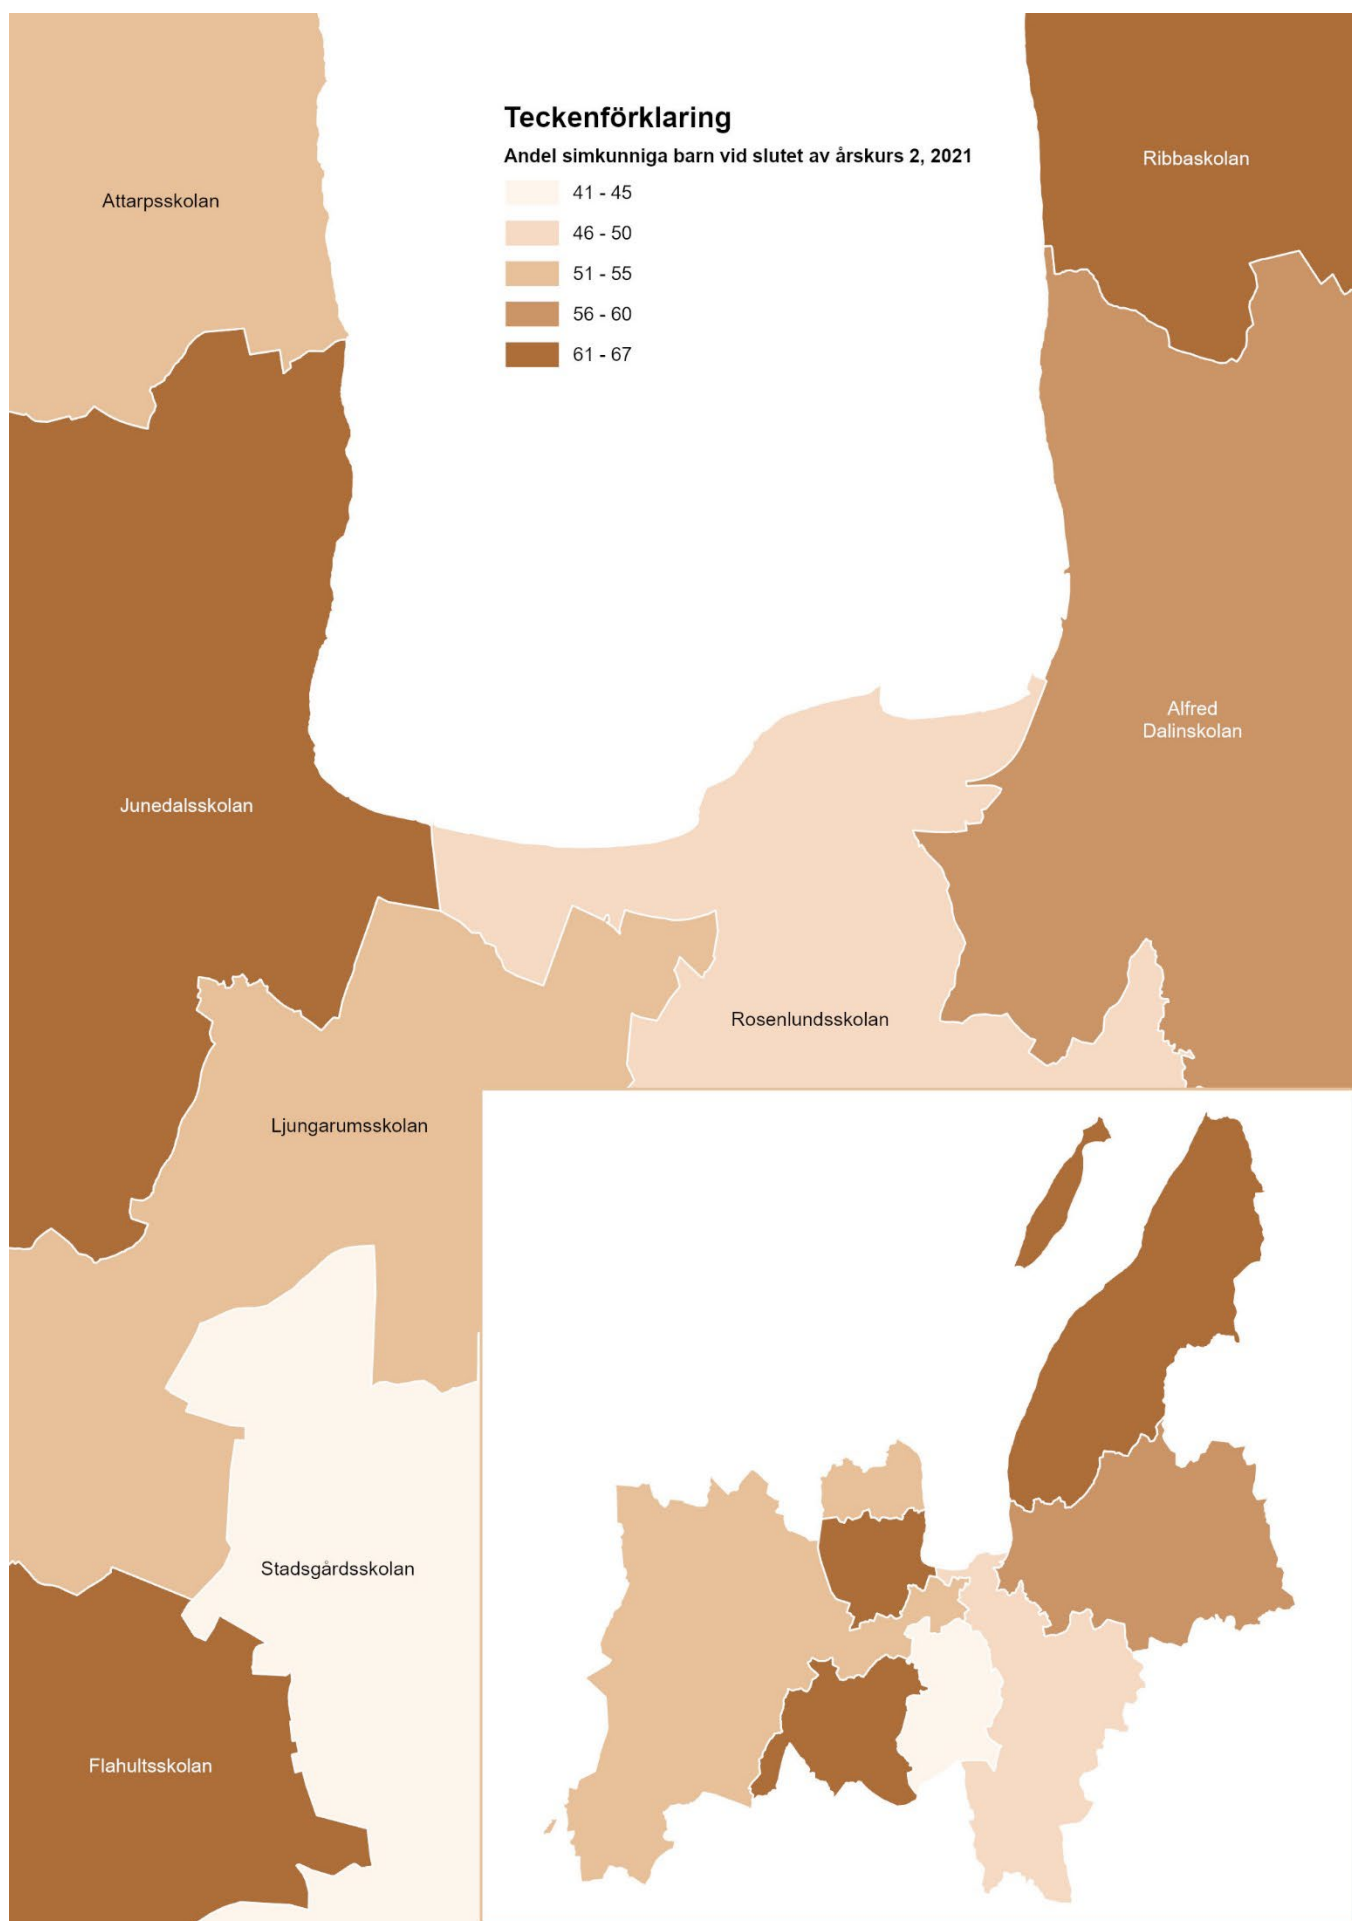 Teckenförklaring
Andel simkunniga barn vid slutet av årskurs 2, 2021
41 - 45
46 - 50
51 - 55
56 - 60
61 - 67
Ribbaskolan
Attarpsskolan
Alfred
Dalinskolan
Junedalsskolan
Rosenlundsskolan
Ljungarumsskolan
Stadsgårdsskolan
Flahultsskolan